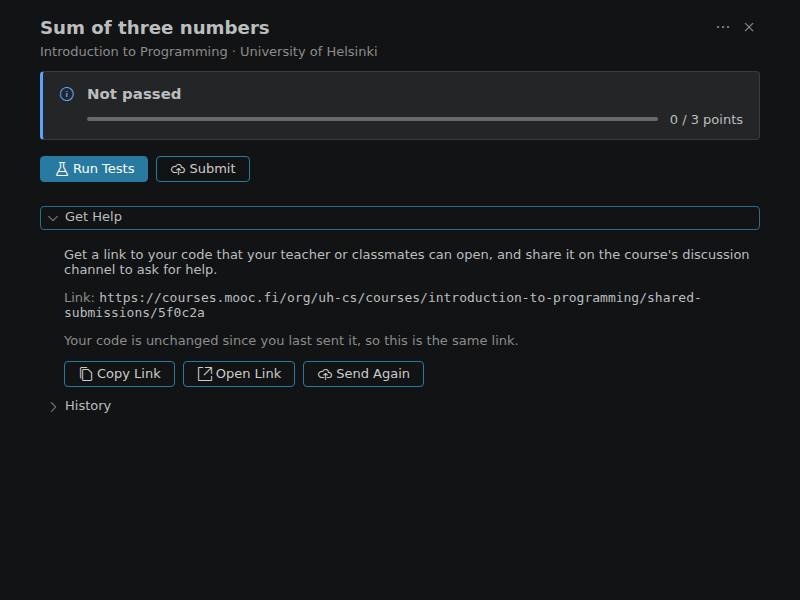 Sum of three numbers
Introduction to Programming · University of Helsinki
Not passed
0 / 3 points
Run Tests
Submit
Get Help
Get a link to your code that your teacher or classmates can open, and share it on the course's discussion
channel to ask for help.
Link: https://courses.mooc.fi/org/uh-cs/courses/introduction-to-programming/shared-
submissions/5f0c2a
Your code is unchanged since you last sent it, so this is the same link.
Copy Link
Open Link
Send Again
History